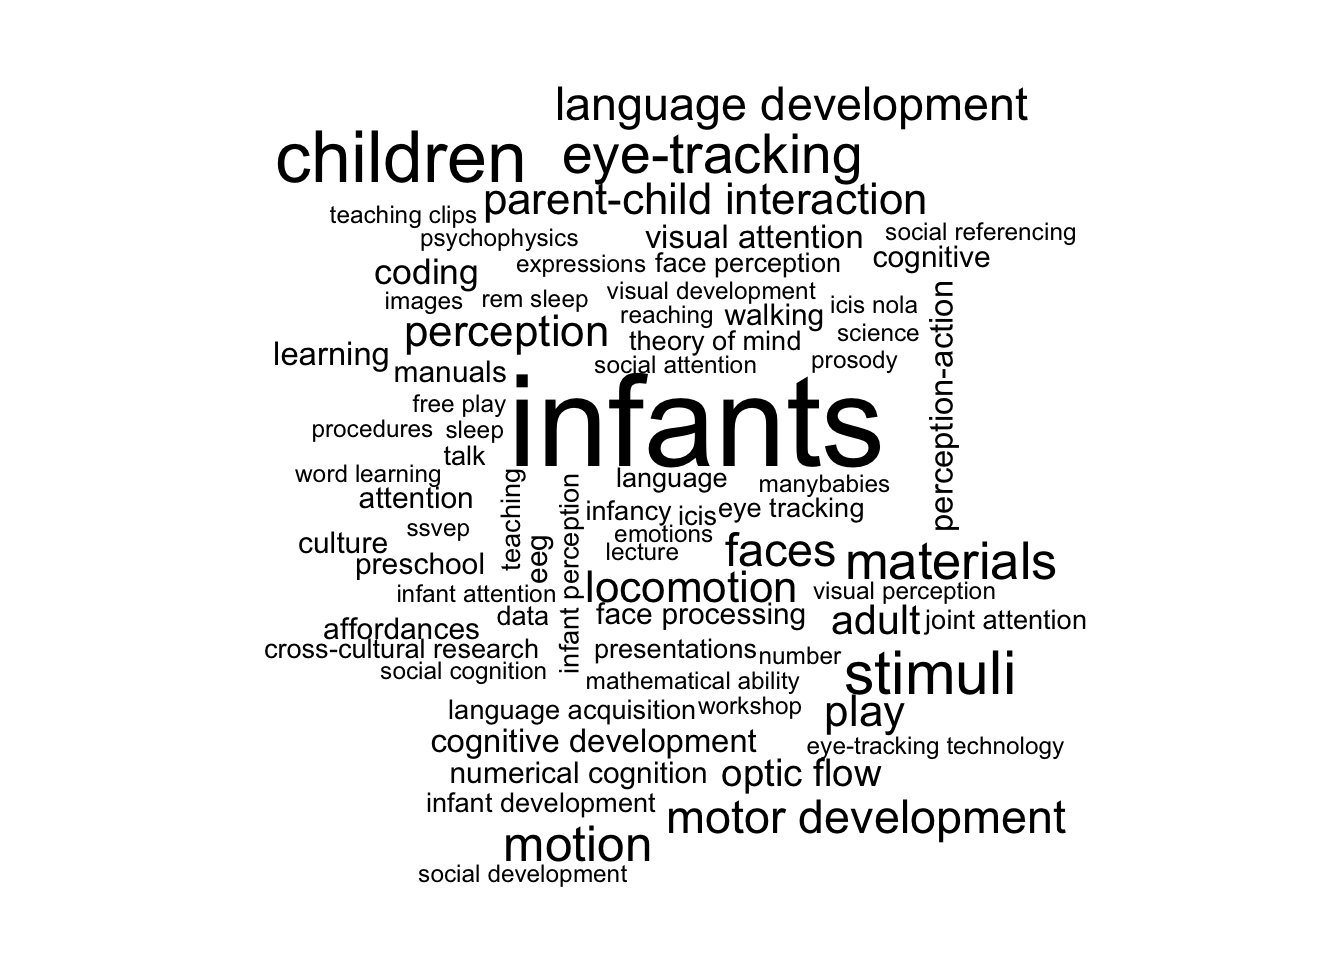 language development
children
eye-tracking
parent-child interaction
teaching clips
psychophysics
visual attention
social referencing
coding
expressions
face perception
cognitive
images
rem sleep
visual development
icis nola
reaching
walking
perception
theory of mind
science
learning
manuals
social attention
prosody
perception-action
infants
free play
procedures
sleep
talk
word learning
language
manybabies
attention
teaching
infant perception
infancy
icis
eye tracking
ssvep
emotions
culture
lecture
faces
materials
preschool
eeg
infant attention
locomotion
visual perception
data
face processing
adult
joint attention
affordances
cross-cultural research
presentations
number
social cognition
mathematical ability
stimuli
language acquisition
workshop
play
cognitive development
eye-tracking technology
numerical cognition
optic flow
infant development
motor development
motion
social development